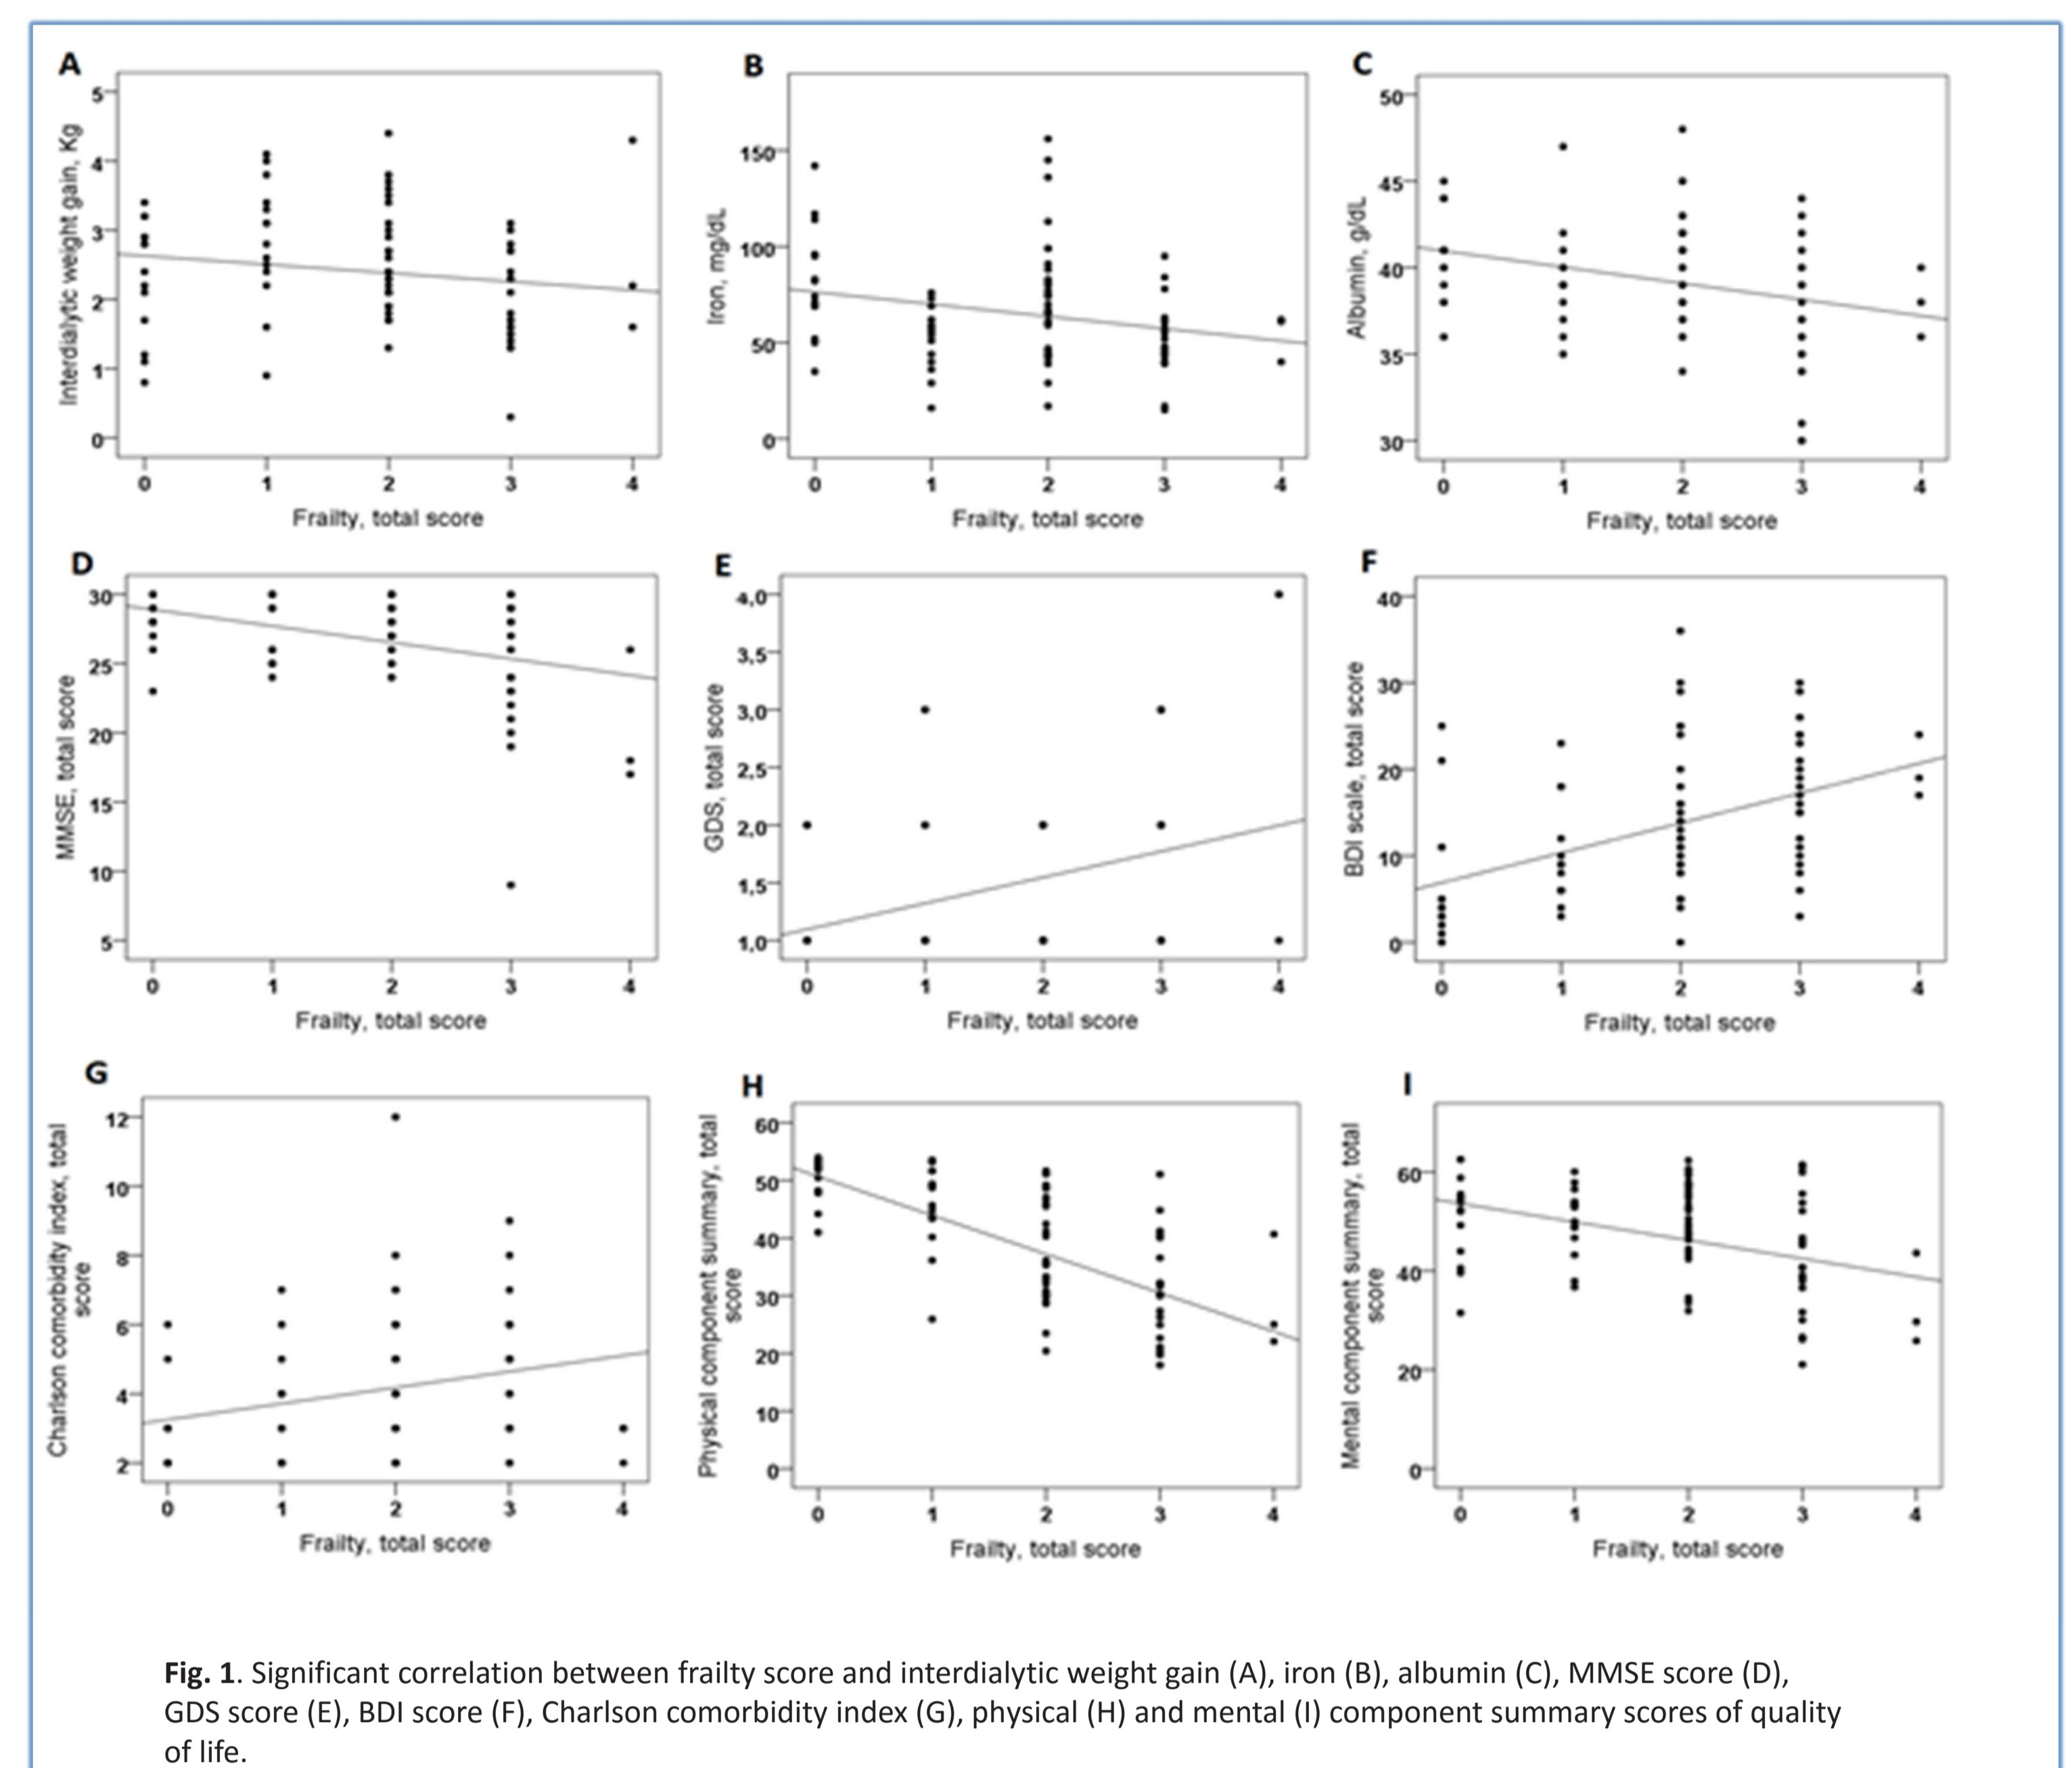 A
Interdialytic weight gain, Kg
5
4
3
2
1
0
0 1 2 3 4
Frailty, total score
B
Iron, mg/dL
150
100
50
0
0 1 2 3 4
Frailty, total score
C
Albumin, g/dL
50
45
40
35
30
0 1 2 3 4
Frailty, total score
D
MMSE, total score
30
25
20
15
10
5
0 1 2 3 4
Frailty, total score
E
GDS, total score
4,0
3,5
3,0
2,5
2,0
1,5
1,0
0 1 2 3 4
Frailty, total score
F
BDI scale, total score
40
30
20
10
0
0 1 2 3 4
Frailty, total score
G
Charlson comorbidity index, total
score
12
10
8
6
4
2
0 1 2 3 4
Frailty, total score
H
Physical component summary, total
score
60
50
40
30
20
10
0
0 1 2 3 4
Frailty, total score
I
Mental component summary, total
score
60
40
20
0
0 1 2 3 4
Frailty, total score
Fig. 1. Significant correlation between frailty score and interdialytic weight gain (A), iron (B), albumin (C), MMSE score (D),
GDS score (E), BDI score (F), Charlson comorbidity index (G), physical (H) and mental (I) component summary scores of quality
of life.